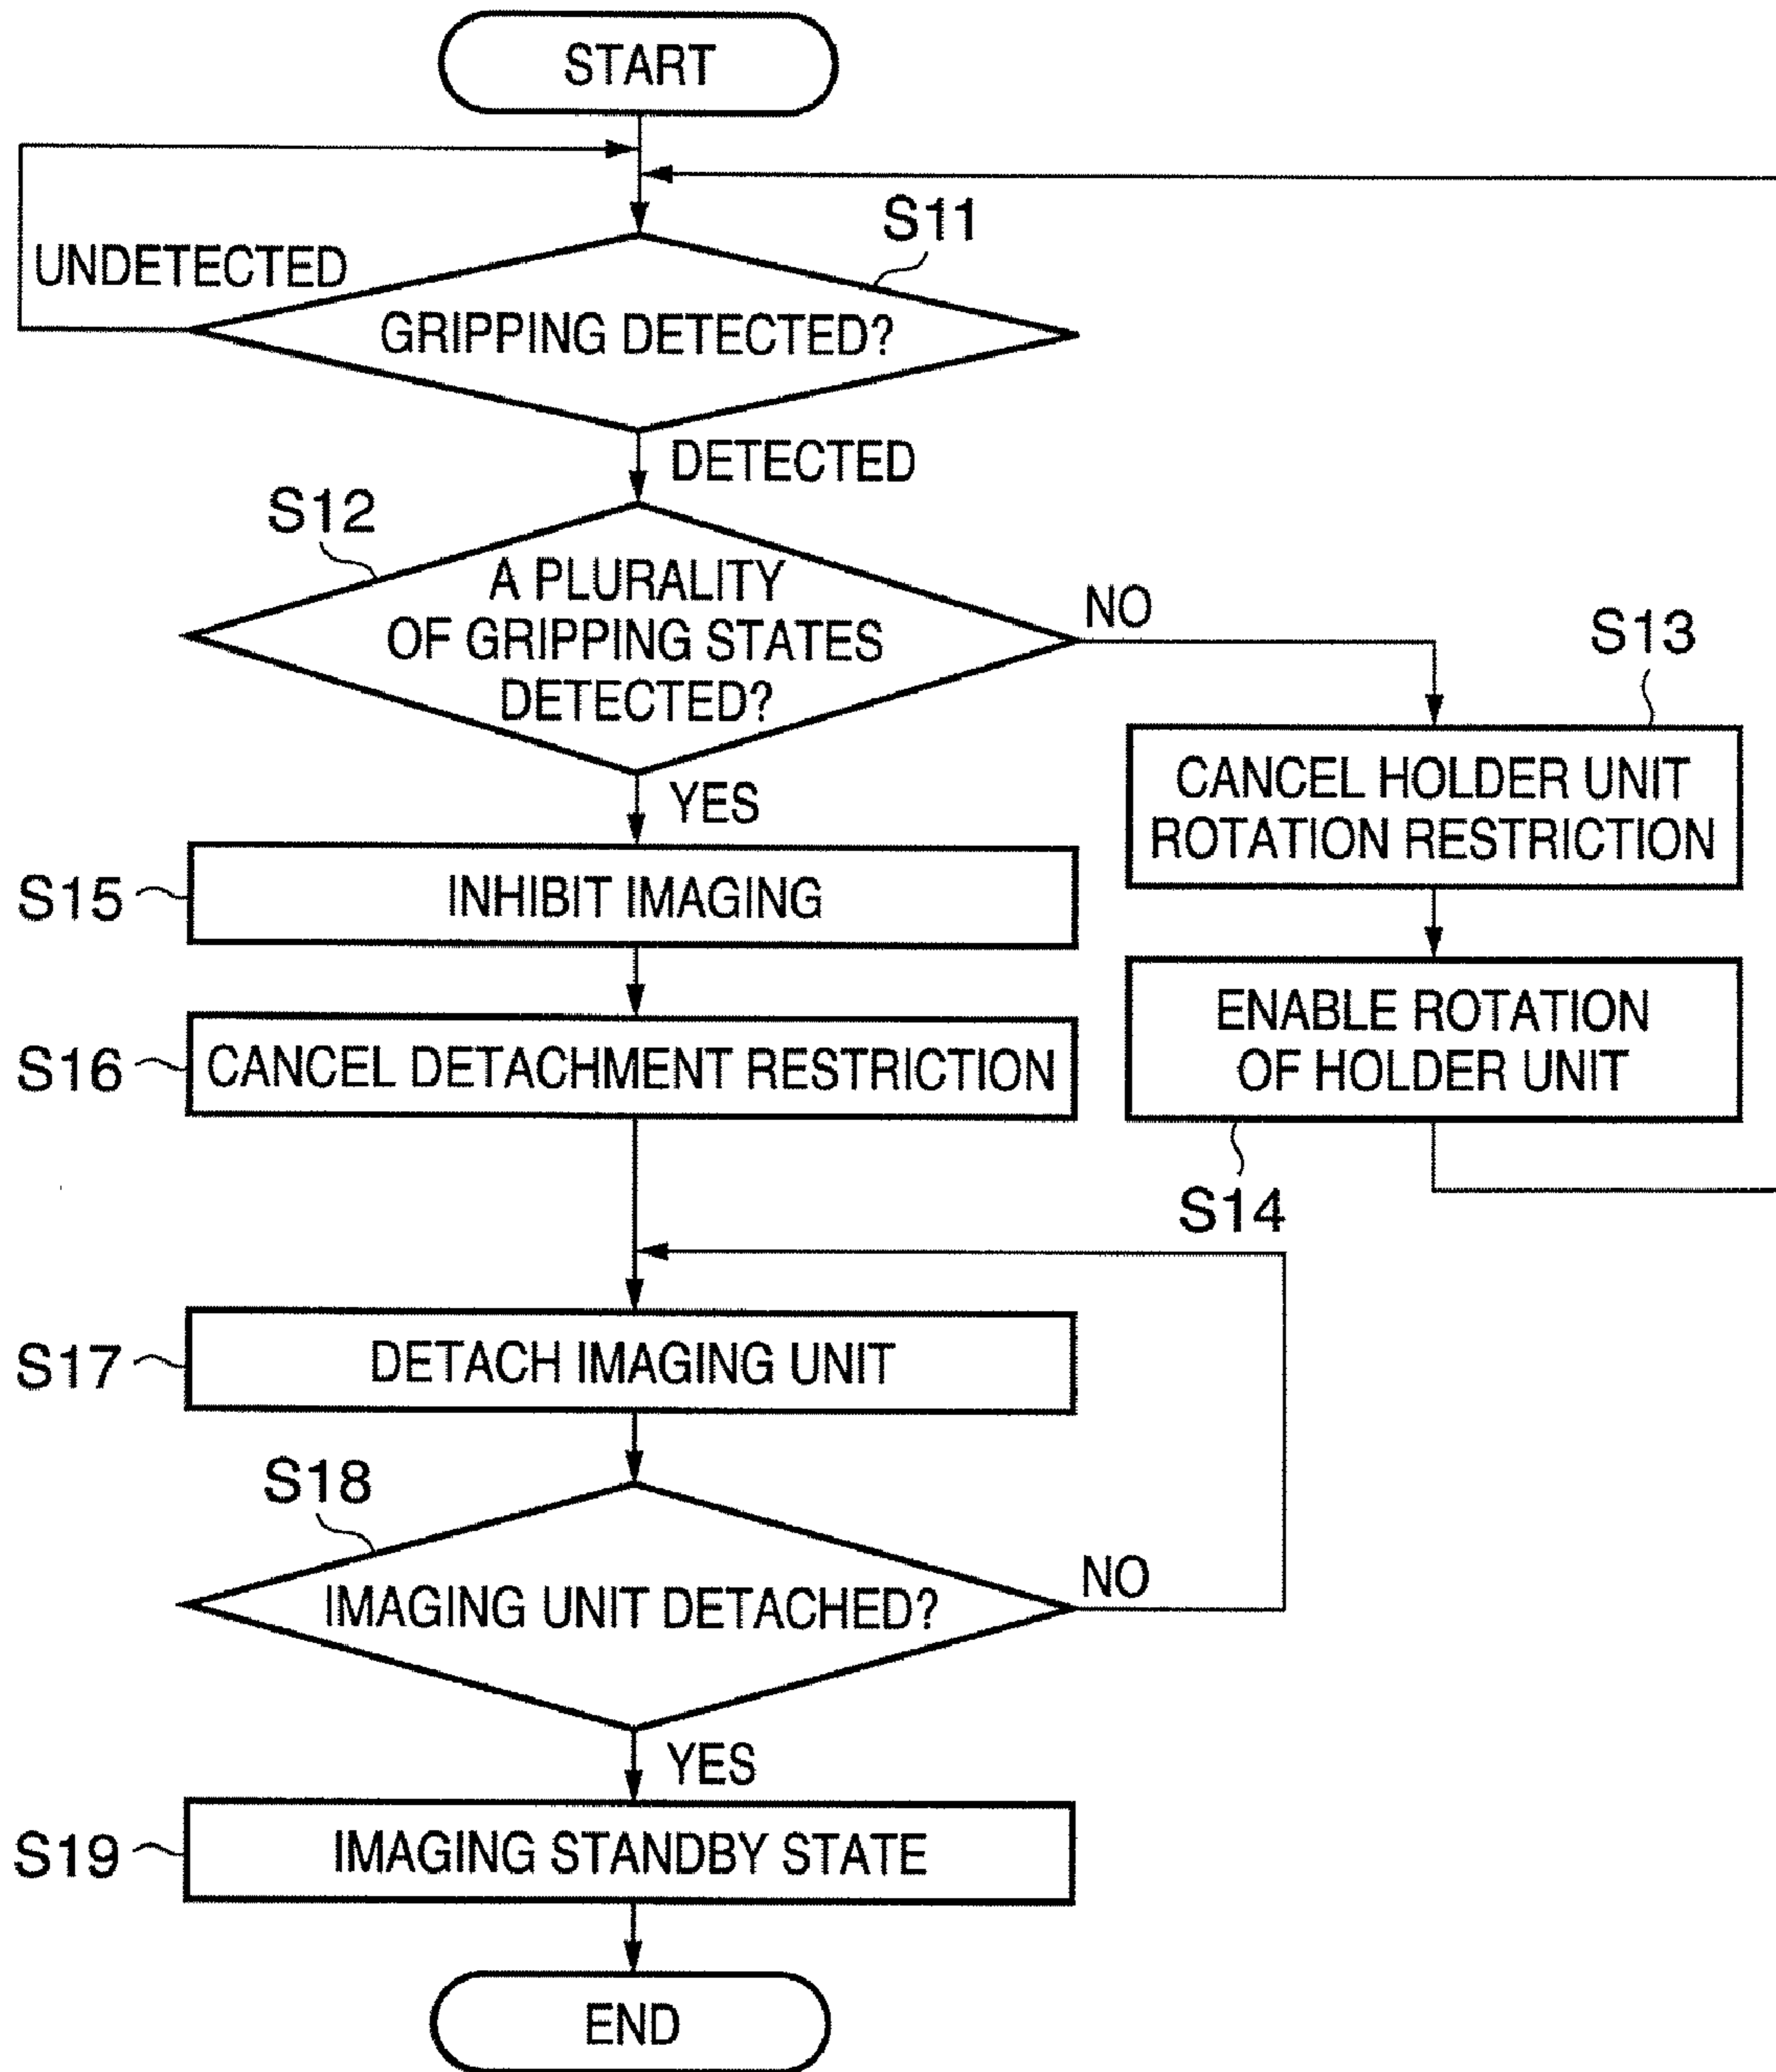 START
S11
UNDETECTED
GRIPPING DETECTED?
DETECTED
S12
A PLURALITY
OF GRIPPING STATES
DETECTED?
NO
S13
CANCEL HOLDER UNIT
ROTATION RESTRICTION
YES
S15
INHIBIT IMAGING
ENABLE ROTATION
OF HOLDER UNIT
S16
CANCEL DETACHMENT RESTRICTION
S14
S17
DETACH IMAGING UNIT
S18
IMAGING UNIT DETACHED?
NO
YES
S19
IMAGING STANDBY STATE
END